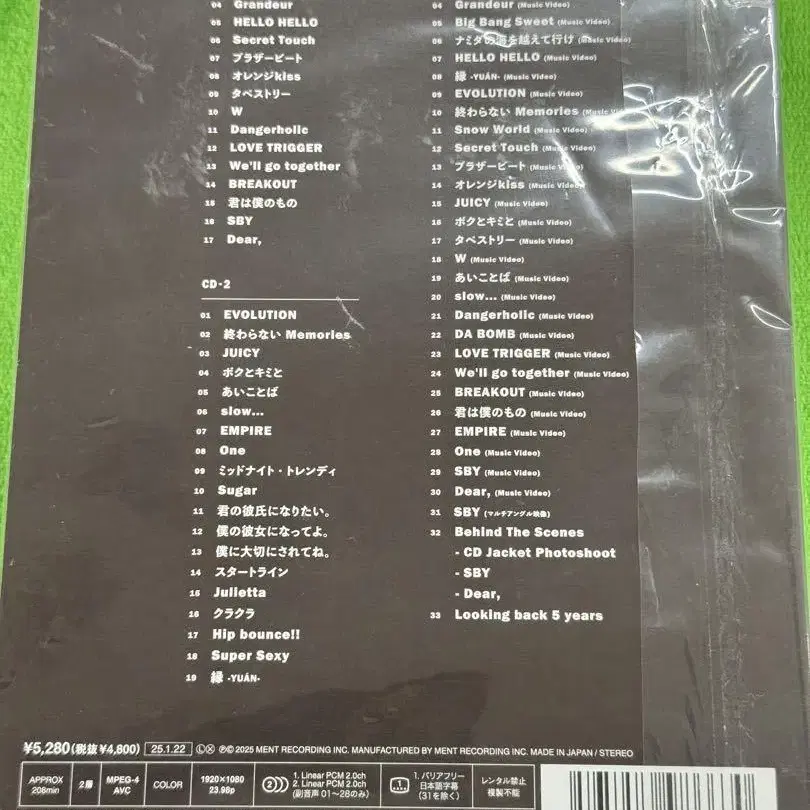 04 Grandeur
05 HELLO HELLO
06 Secret Touch
07 ブラザービート
08 オレンジkiss
09 タペストリー
10 W
11 Dangerholic
12 LOVE TRIGGER
13 We'll go together
14 BREAKOUT
15 君は僕のもの
16 SBY
17 Dear,
CD-2
01 EVOLUTION
02 終わらない Memories
03 JUICY
04 ボクとキミと
05 あいことば
06 slow...
07 EMPIRE
08 One
09 ミッドナイト・トレンディ
10 Sugar
11 君の彼氏になりたい。
12 僕の彼女になってよ。
13 僕に大切にされてね。
14 スタートライン
15 Julietta
16 クラクラ
17 Hip bounce!!
18 Super Sexy
19 縁 -YUÁN-
04 Grandeur (Music Video)
05 Big Bang Sweet (Music Video)
06 ナミダの海を越えて行け (Music Video)
07 HELLO HELLO (Music Video)
08 縁 -YUÁN- (Music Video)
09 EVOLUTION (Music Video)
10 終わらない Memories (Music Video)
11 Snow World (Music Video)
12 Secret Touch (Music Video)
13 ブラザービート (Music Video)
14 オレンジkiss (Music Video)
15 JUICY (Music Video)
16 ボクとキミと (Music Video)
17 タペストリー (Music Video)
18 W (Music Video)
19 あいことば (Music Video)
20 slow... (Music Video)
21 Dangerholic (Music Video)
22 DA BOMB (Music Video)
23 LOVE TRIGGER (Music Video)
24 We'll go together (Music Video)
25 BREAKOUT (Music Video)
26 君は僕のもの (Music Video)
27 EMPIRE (Music Video)
28 One (Music Video)
29 SBY (Music Video)
30 Dear, (Music Video)
31 SBY (マルチアングル映像)
32 Behind The Scenes
- CD Jacket Photoshoot
- SBY
- Dear,
33 Looking back 5 years
¥5,280(税抜 ¥4,800) 25.1.22 ⓁⓍ ℗© 2025 MENT RECORDING INC. MANUFACTURED BY MENT RECORDING INC. MADE IN JAPAN / STEREO
APPROX
208min
2層
MPEG-4
AVC
COLOR
1920×1080
23.98p
2
1. Linear PCM 2.0ch
2. Linear PCM 2.0ch
(副音声 01〜28のみ)
1
1. バリアフリー
日本語字幕
(31を除く)
レンタル禁止
複製不能